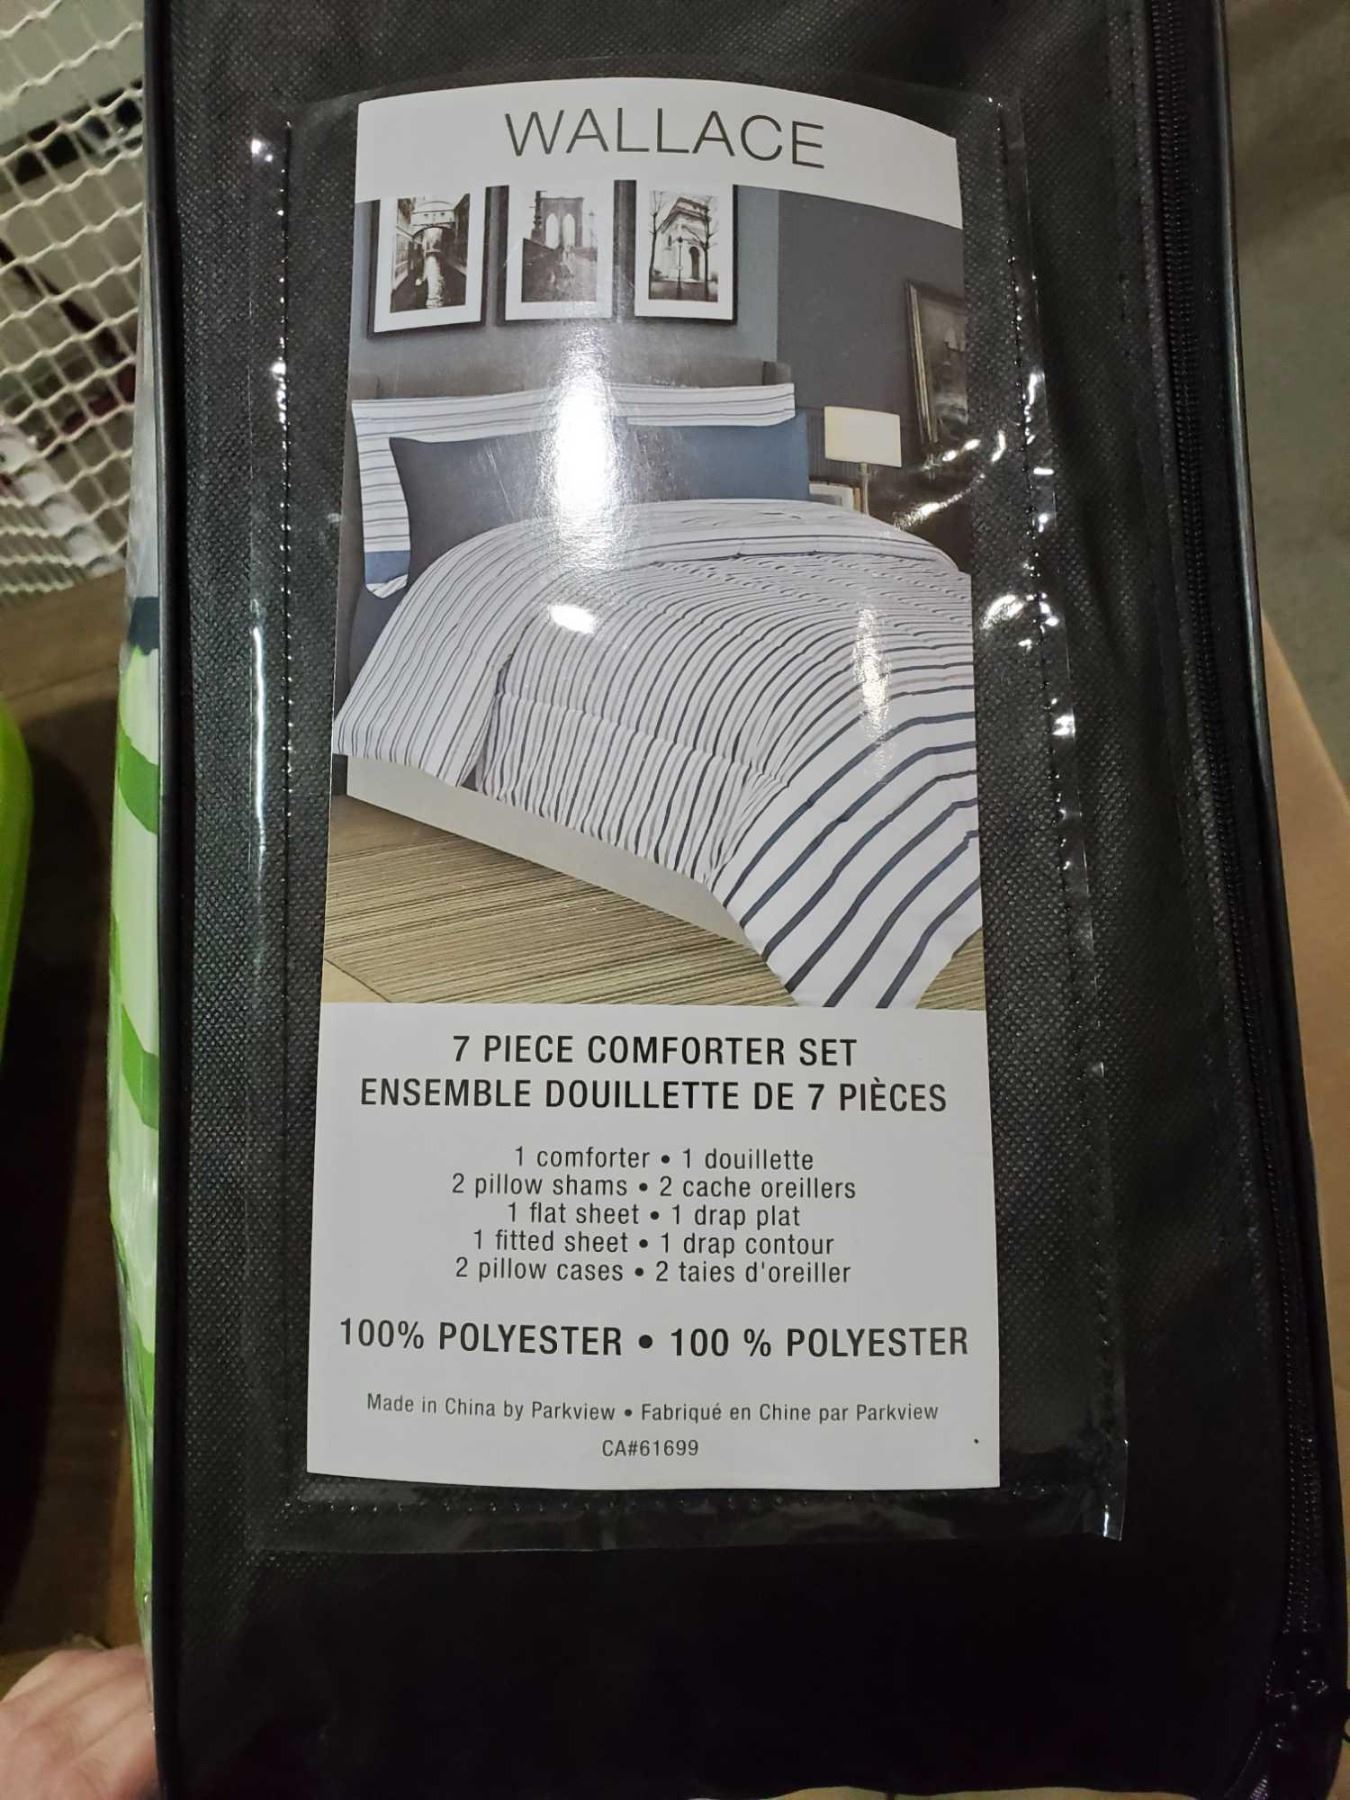 WALLACE
7 PIECE COMFORTER SET
ENSEMBLE DOUILLETTE DE 7 PIÈCES
1 comforter • 1 douillette
2 pillow shams • 2 cache oreillers
1 flat sheet • 1 drap plat
1 fitted sheet • 1 drap contour
2 pillow cases • 2 taies d'oreiller
100% POLYESTER • 100 % POLYESTER
Made in China by Parkview • Fabriqué en Chine par Parkview
CA#61699